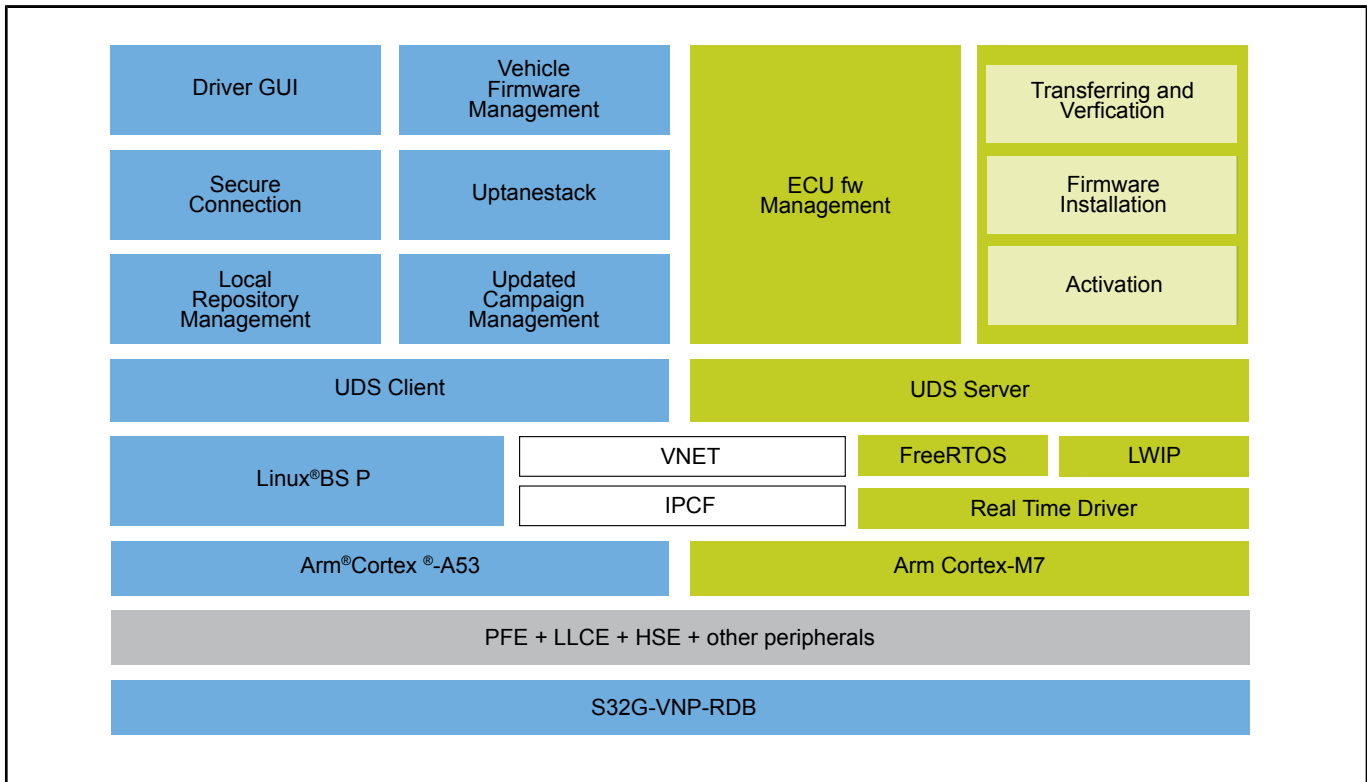 Driver GUI
Vehicle
Firmware
Management
ECU fw
Management
Transferring and
Verfication
Secure
Connection
Uptanestack
Firmware
Installation
Local
Repository
Management
Updated
Campaign
Management
Activation
UDS Client
UDS Server
Linux®BS P
VNET
FreeRTOS
LWIP
IPCF
Real Time Driver
Arm®Cortex ®-A53
Arm Cortex-M7
PFE + LLCE + HSE + other peripherals
S32G-VNP-RDB